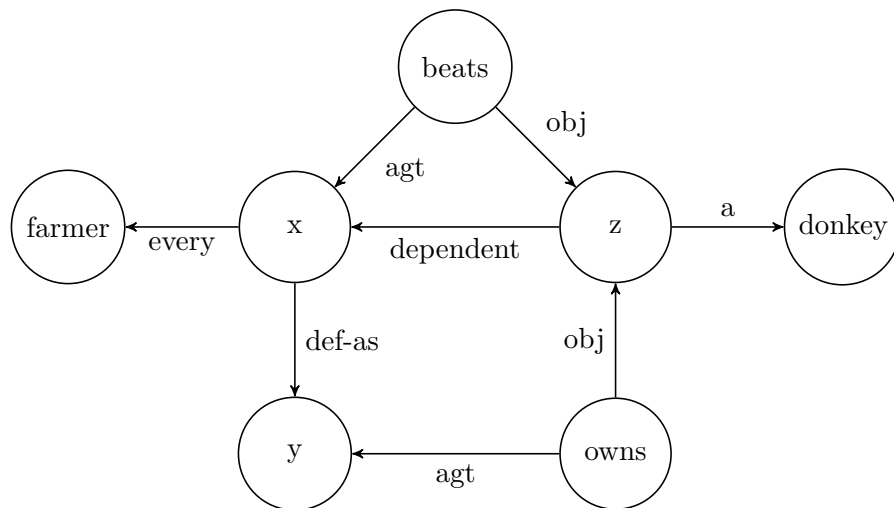 beats
obj
agt
farmer
every
x
dependent
z
a
donkey
def-as
obj
y
agt
owns